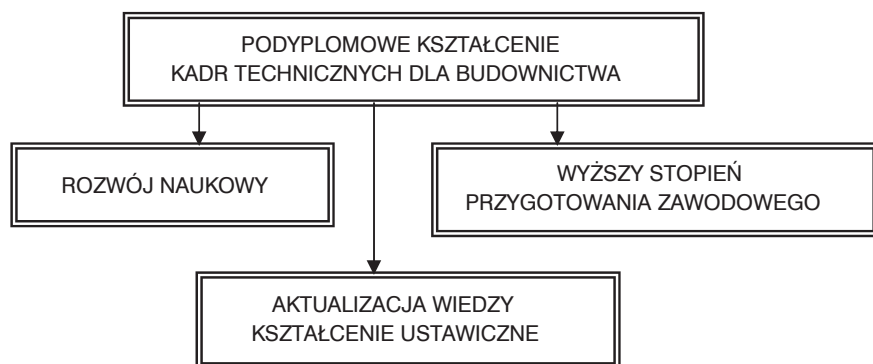 PODYPLOMOWE KSZTAŁCENIE
KADR TECHNICZNYCH DLA BUDOWNICTWA
ROZWÓJ NAUKOWY
WYŻSZY STOPIEŃ
PRZYGOTOWANIA ZAWODOWEGO
AKTUALIZACJA WIEDZY
KSZTAŁCENIE USTAWICZNE